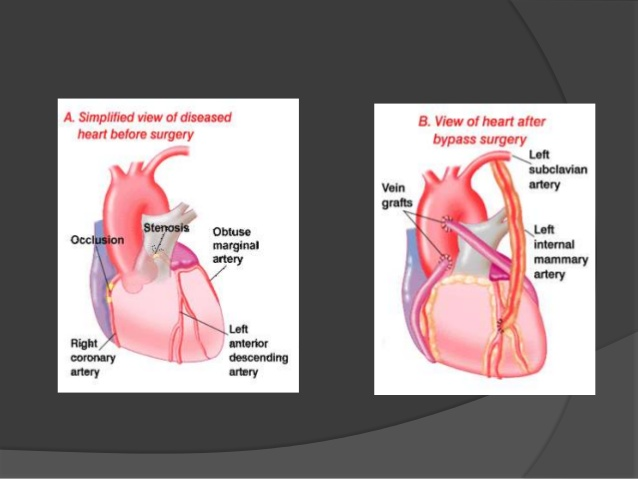 A. Simplified view of diseased
heart before surgery
Occlusion
Stenosis
Obtuse
marginal
artery
Right
coronary
artery
Left
anterior
descending
artery
B. View of heart after
bypass surgery
Left
subclavian
artery
Vein
grafts
Left
internal
mammary
artery